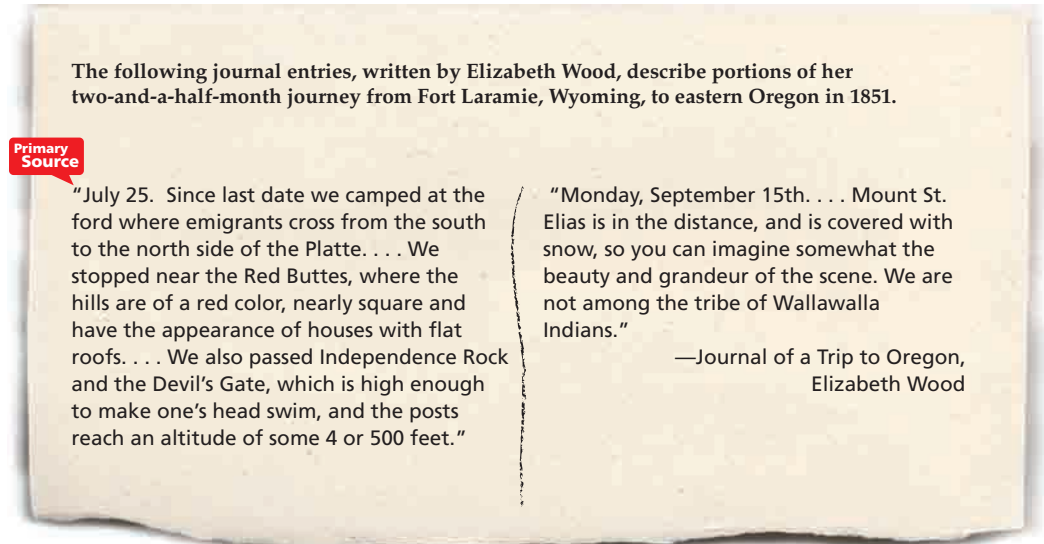 The following journal entries, written by Elizabeth Wood, describe portions of her
two-and-a-half-month journey from Fort Laramie, Wyoming, to eastern Oregon in 1851.
Primary
Source
“July 25. Since last date we camped at the
ford where emigrants cross from the south
to the north side of the Platte. . . . We
stopped near the Red Buttes, where the
hills are of a red color, nearly square and
have the appearance of houses with flat
roofs. . . . We also passed Independence Rock
and the Devil’s Gate, which is high enough
to make one’s head swim, and the posts
reach an altitude of some 4 or 500 feet.”
“Monday, September 15th. . . . Mount St.
Elias is in the distance, and is covered with
snow, so you can imagine somewhat the
beauty and grandeur of the scene. We are
not among the tribe of Wallawalla
Indians.”
—Journal of a Trip to Oregon,
Elizabeth Wood